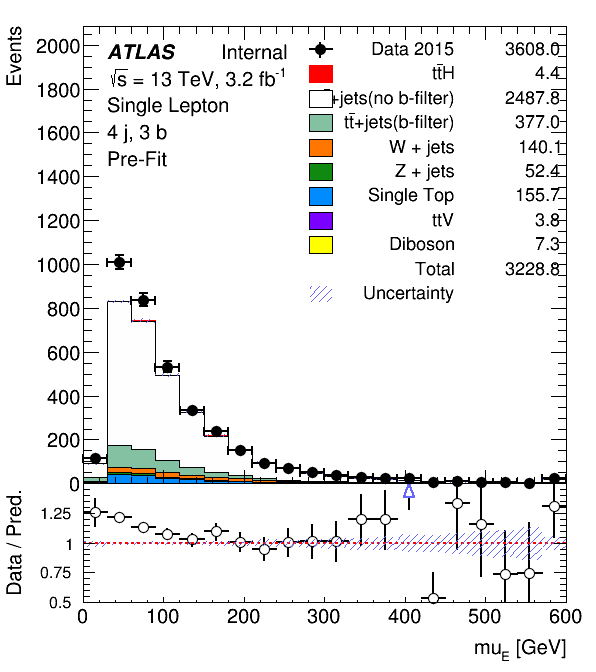 Events
2000
1800
1600
1400
1200
1000
800
600
400
200
0
ATLAS Internal
√s = 13 TeV, 3.2 fb-1
Single Lepton
4 j, 3 b
Pre-Fit
Data 2015 3608.0
tt̄H 4.4
+jets(no b-filter) 2487.8
tt̄+jets(b-filter) 377.0
W + jets 140.1
Z + jets 52.4
Single Top 155.7
ttV 3.8
Diboson 7.3
Total 3228.8
Uncertainty
Data / Pred.
1.25
1
0.75
0.5
0 100 200 300 400 500 600
muE [GeV]